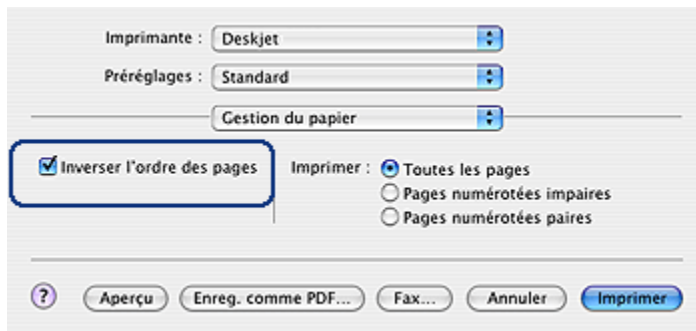 Imprimante : Deskjet
Préréglages : Standard
Gestion du papier
Inverser l'ordre des pages Imprimer : Toutes les pages
Pages numérotées impaires
Pages numérotées paires
? Aperçu Enreg. comme PDF... Fax... Annuler Imprimer